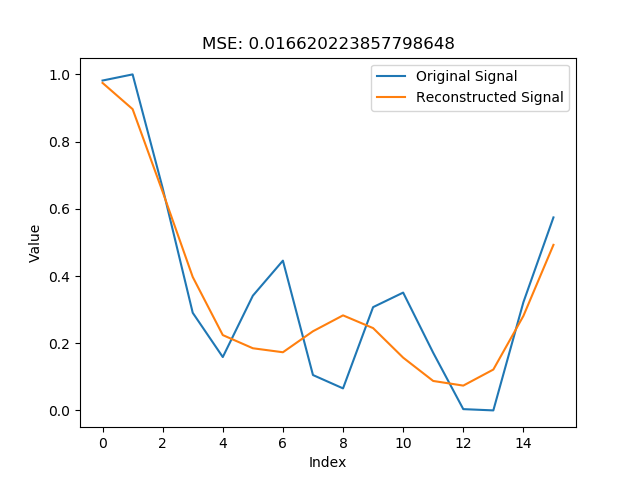 MSE: 0.016620223857798648
Original Signal
Reconstructed Signal
1.0
0.8
0.6
0.4
0.2
0.0
Value
0 2 4 6 8 10 12 14
Index